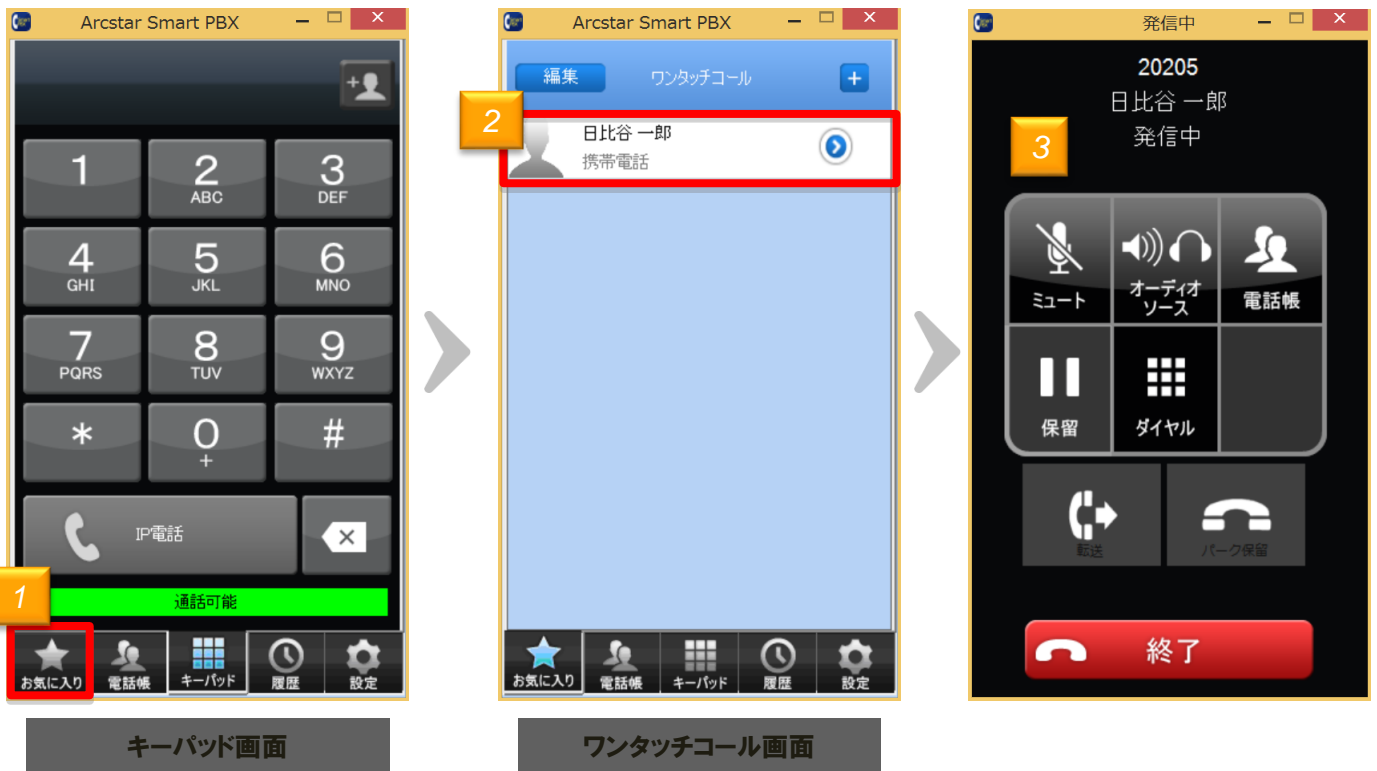 Arcstar Smart PBX
1
2
ABC
3
DEF
4
GHI
5
JKL
6
MNO
7
PQRS
8
TUV
9
WXYZ
*
0
+
#
IP電話
1
通話可能
お気に入り
電話帳
キーパッド
履歴
設定
キーパッド画面
Arcstar Smart PBX
編集
ワンタッチコール
+
2
日比谷 一郎
携帯電話
お気に入り
電話帳
キーパッド
履歴
設定
ワンタッチコール画面
発信中
20205
日比谷 一郎
発信中
3
ミュート
オーディオ
ソース
電話帳
保留
ダイヤル
転送
パーク保留
終了